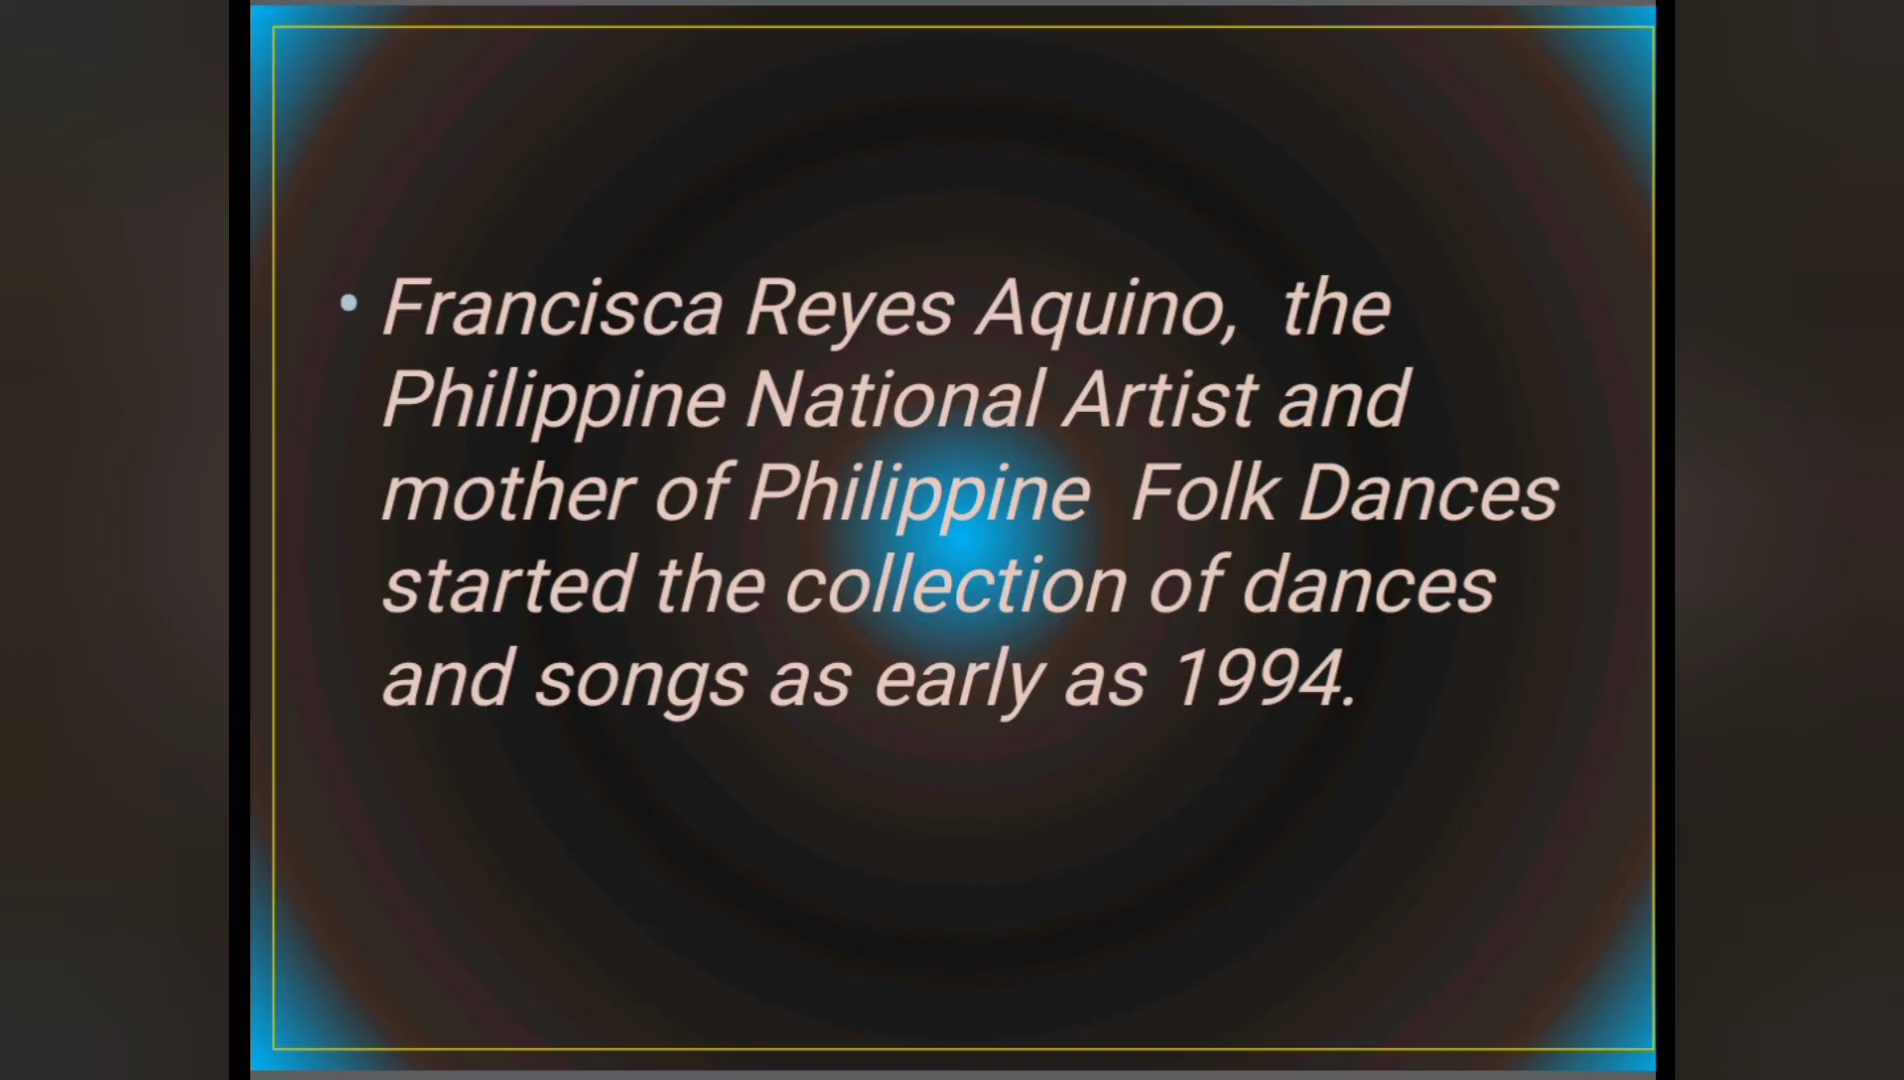 • Francisca Reyes Aquino,  the
Philippine National Artist and
mother of Philippine  Folk Dances
started the collection of dances
and songs as early as 1994.